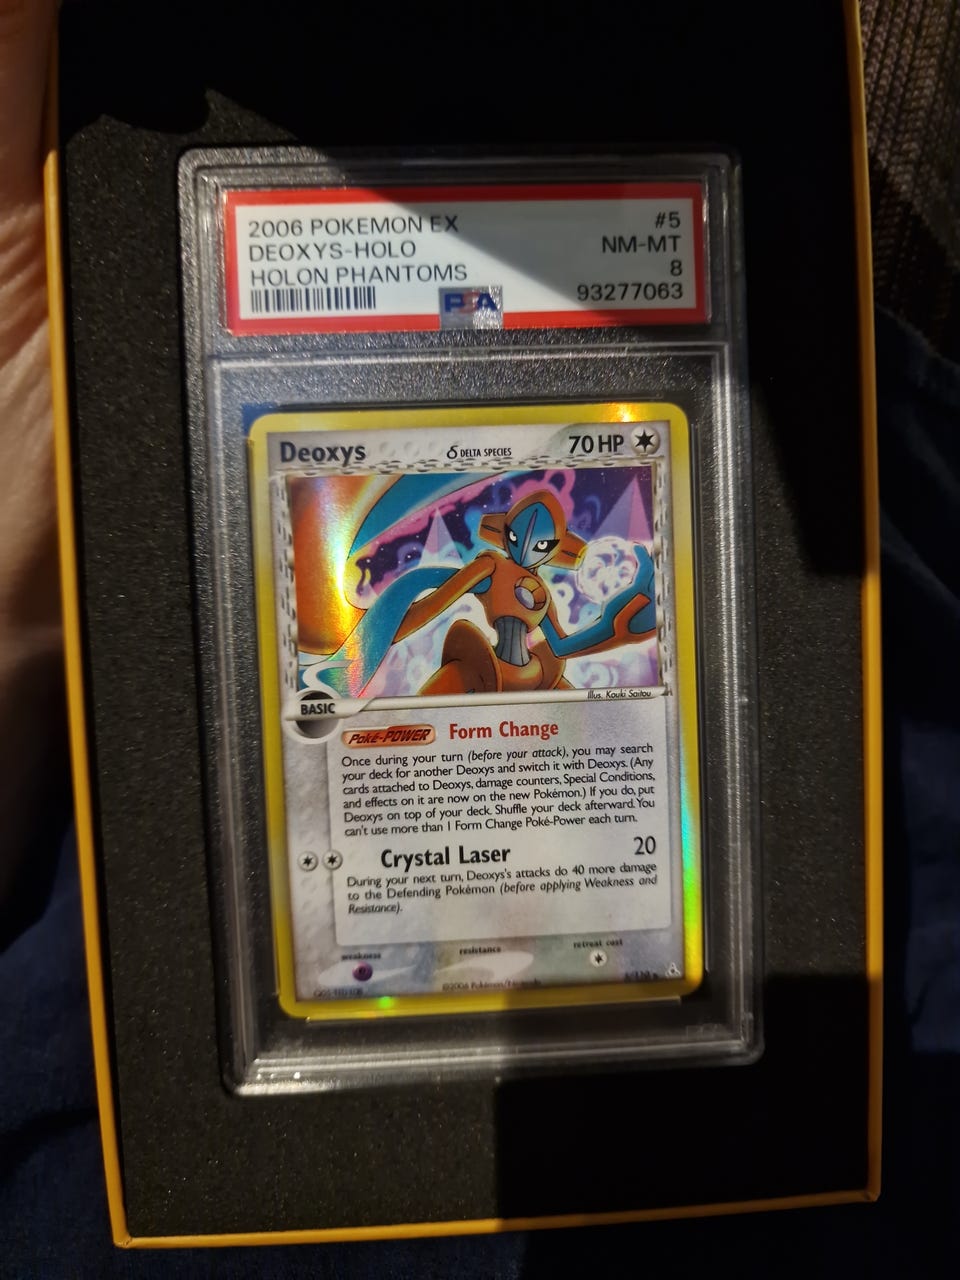 2006 POKEMON EX #5
DEOXYS-HOLO NM-MT
HOLON PHANTOMS 8
93277063
PSA
Deoxys δ DELTA SPECIES 70 HP
Illus. Kouki Saitou
BASIC
Poké-POWER Form Change
Once during your turn (before your attack), you may search
your deck for another Deoxys and switch it with Deoxys. (Any
cards attached to Deoxys, damage counters, Special Conditions,
and effects on it are now on the new Pokémon.) If you do, put
Deoxys on top of your deck. Shuffle your deck afterward. You
can't use more than 1 Form Change Poké-Power each turn.
Crystal Laser 20
During your next turn, Deoxys's attacks do 40 more damage
to the Defending Pokémon (before applying Weakness and
Resistance).
weakness resistance retreat cost
©2006 Pokémon/Nintendo